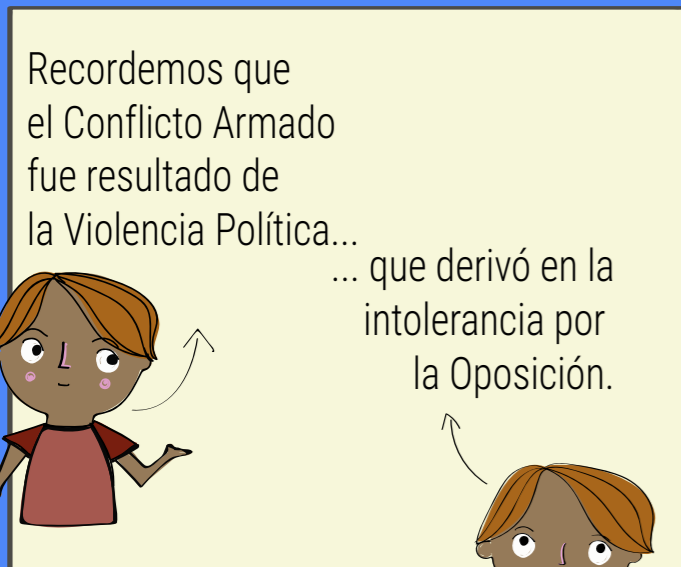 Recordemos que
el Conflicto Armado
fue resultado de
la Violencia Política...
... que derivó en la
intolerancia por
la Oposición.